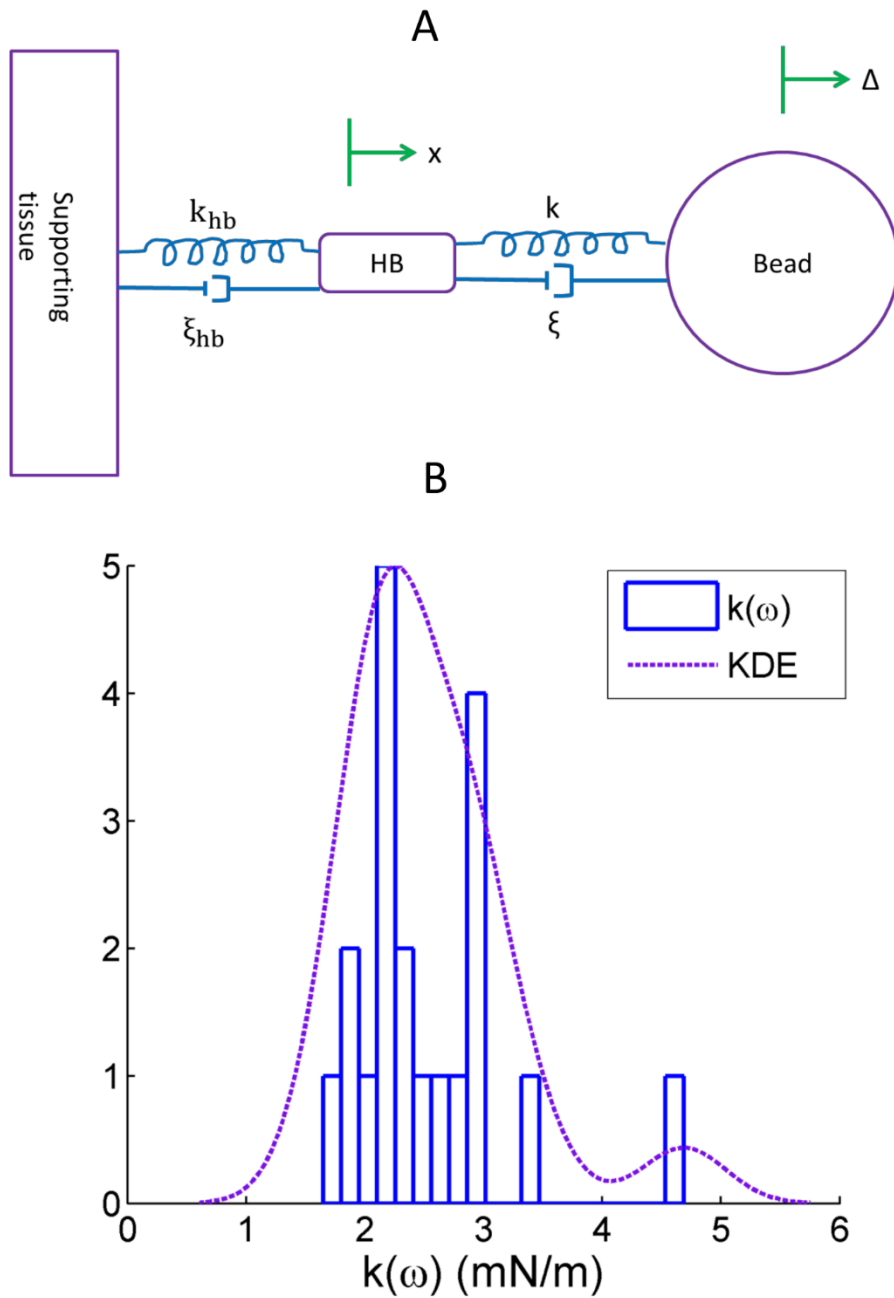 A
Δ
x
Supporting
tissue
k_hb
k
HB
Bead
ξ_hb
ξ
B
5
4
3
2
1
0
k(ω)
KDE
0 1 2 3 4 5 6
k(ω) (mN/m)